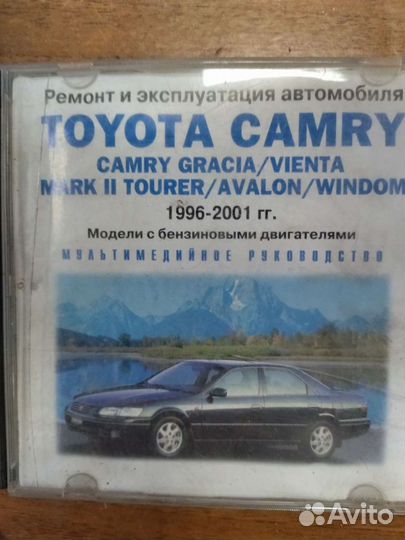 Ремонт и эксплуатация автомобиля
TOYOTA CAMRY
CAMRY GRACIA/VIENTA
MARK II TOURER/AVALON/WINDOM
1996-2001 гг.
Модели с бензиновыми двигателями
МУЛЬТИМЕДИЙНОЕ РУКОВОДСТВО
Avito